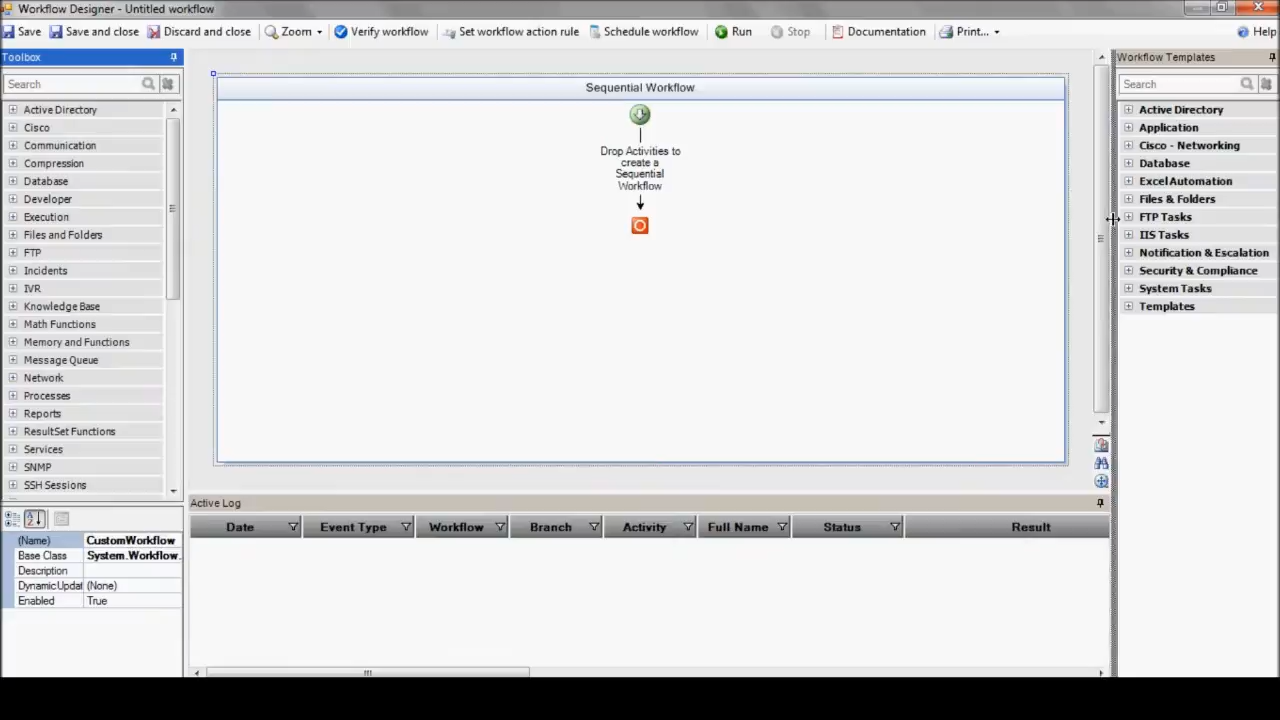 Workflow Designer - Untitled workflow
Save Save and close Discard and close Zoom Verify workflow Set workflow action rule Schedule workflow Run Stop Documentation Print... Help
Toolbox
Search
Active Directory
Cisco
Communication
Compression
Database
Developer
Execution
Files and Folders
FTP
Incidents
IVR
Knowledge Base
Math Functions
Memory and Functions
Message Queue
Network
Processes
Reports
ResultSet Functions
Services
SNMP
SSH Sessions
(Name) CustomWorkflow
Base Class System.Workflow.
Description
DynamicUpdat (None)
Enabled True
Sequential Workflow
Drop Activities to
create a
Sequential
Workflow
Active Log
Date Event Type Workflow Branch Activity Full Name Status Result
Workflow Templates
Search
Active Directory
Application
Cisco - Networking
Database
Excel Automation
Files & Folders
FTP Tasks
IIS Tasks
Notification & Escalation
Security & Compliance
System Tasks
Templates